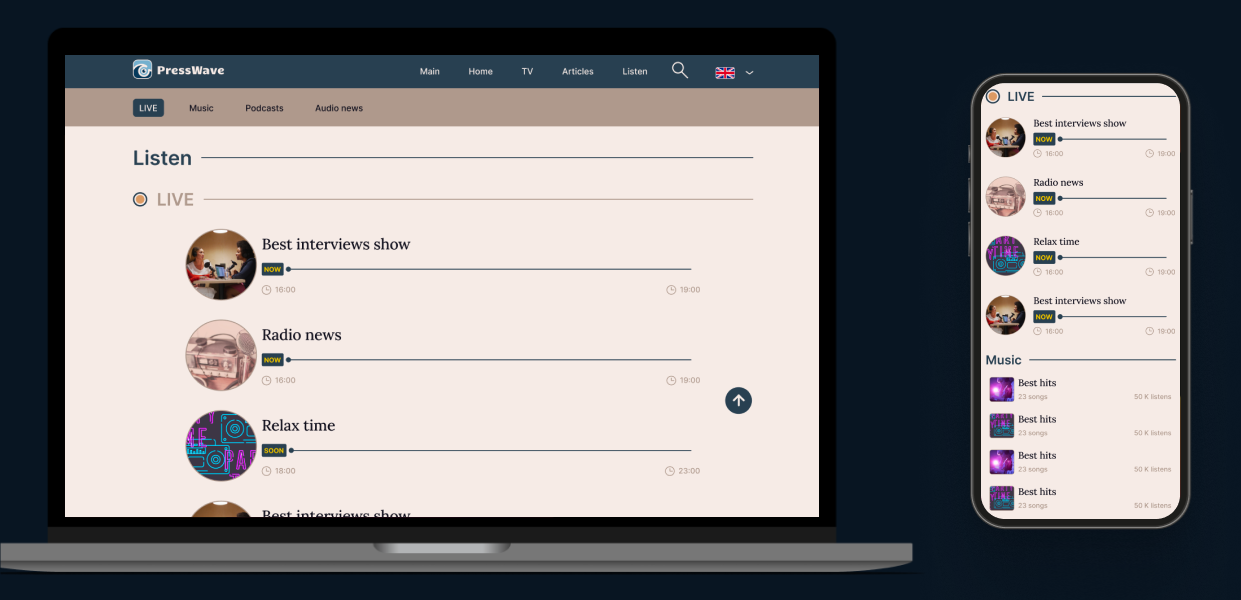 PressWave
Main Home TV Articles Listen
LIVE Music Podcasts Audio news
Listen
LIVE
Best interviews show
NOW
16:00 19:00
Radio news
NOW
16:00 19:00
Relax time
SOON
18:00 23:00
Best interviews show
LIVE
Best interviews show
NOW
16:00 19:00
Radio news
NOW
16:00 19:00
Relax time
NOW
16:00 19:00
Best interviews show
NOW
16:00 19:00
Music
Best hits
23 songs 50 K listens
Best hits
23 songs 50 K listens
Best hits
23 songs 50 K listens
Best hits
23 songs 50 K listens